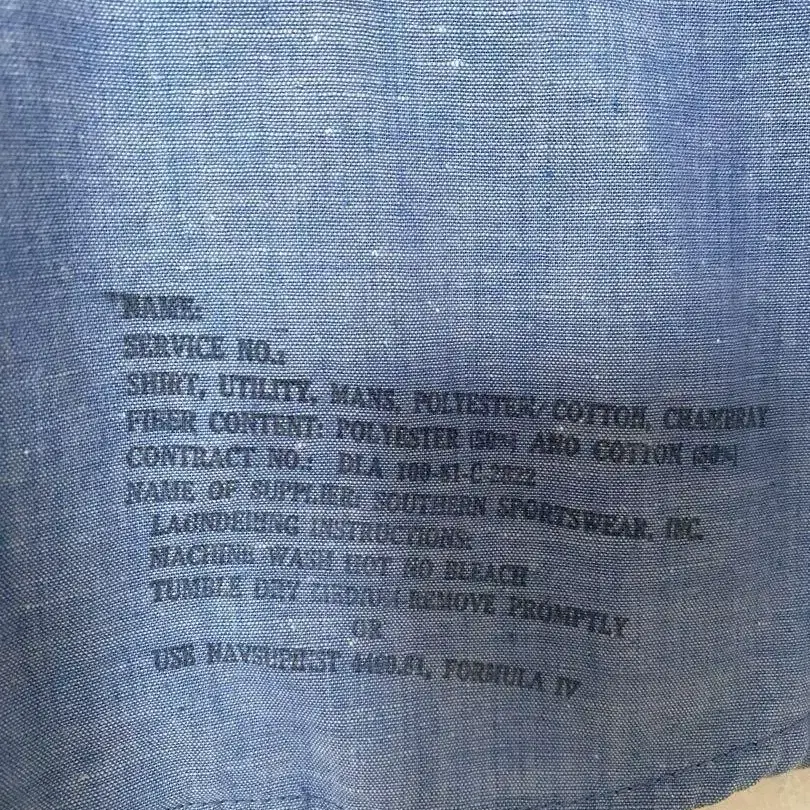 NAME:
SERVICE NO.:
SHIRT, UTILITY, MANS, POLYESTER/COTTON, CHAMBRAY
FIBER CONTENT: POLYESTER (50%) AND COTTON (50%)
CONTRACT NO.: DLA 100-81-C-2822
NAME OF SUPPLIER: SOUTHERN SPORTSWEAR, INC.
LAUNDERING INSTRUCTIONS:
MACHINE WASH HOT NO BLEACH
TUMBLE DRY MEDIUM REMOVE PROMPTLY
OR
USE NAVSUPINST FORMULA IV